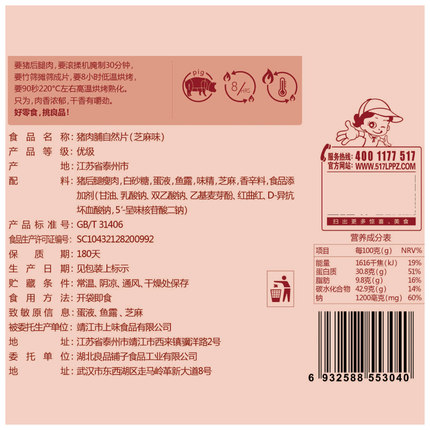 要猪后腿肉，要滚揉机腌制30分钟，
要竹筛摊筛成片，要8小时低温烘烤，
要90秒220℃左右高温烘烤熟化。
只为，肉香浓郁，干香有嚼处。
好零食，挑良品！
pig
8/HRS
食品名称：猪肉脯自然片（芝麻味）
产品等级：优级
产地：江苏省泰州市
配料：猪后腿瘦肉，白砂糖，蛋液，鱼露，味精，芝麻，香辛料，食品添
加剂（甘油，乳酸钠，双乙酸钠，乙基麦芽酚，红曲红，D-异抗
坏血酸钠，5′-呈味核苷酸二钠）
产品标准号：GB/T 31406
食品生产许可证编号：SC10432128200992
保质期：180天
生产日期：见包装上标示
贮藏条件：常温，阴凉，通风，干燥处保存
食用方法：开袋即食
致敏原信息：蛋液、鱼露、芝麻
被委托生产单位：靖江市上味食品有限公司
地址：江苏省泰州市靖江市西来镇骥洋路2号
委托单位：湖北良品铺子食品工业有限公司
地址：武汉市东西湖区走马岭革新大道8号
服务热线：400 1177 517
官方网站：WWW.517LPPZ.COM
扫出更多惊喜，美食
营养成分表
项目 每100克(g) NRV%
能量 1616千焦(kJ) 19%
蛋白质 30.8克(g) 51%
脂肪 9.8克(g) 16%
碳水化合物 42.9克(g) 14%
钠 1200毫克(mg) 60%
6 932588 553040